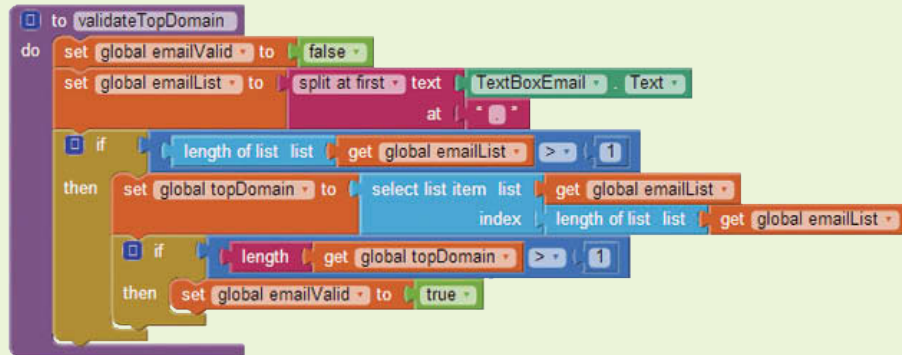 to validateTopDomain
do set global emailValid to false
set global emailList to split at first text TextBoxEmail . Text
at " . "
if length of list list get global emailList > 1
then set global topDomain to select list item list get global emailList
index length of list list get global emailList
if length get global topDomain > 1
then set global emailValid to true